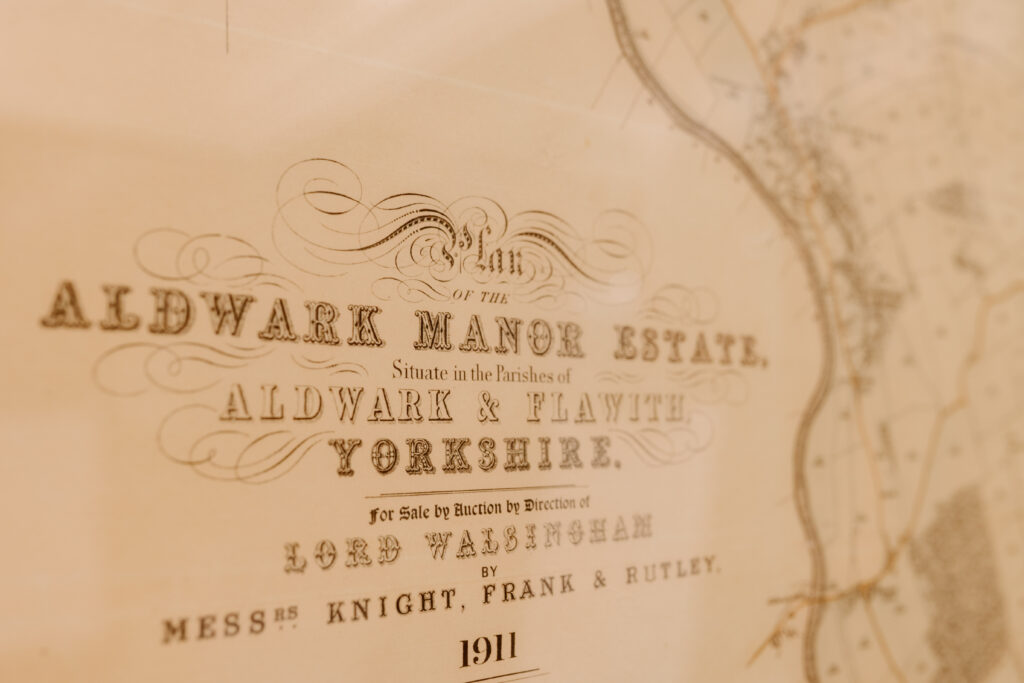 Plan
OF THE
ALDWARK MANOR ESTATE,
Situate in the Parishes of
ALDWARK & FLAWITH
YORKSHIRE.
For Sale by Auction by Direction of
LORD WALSINGHAM
BY
MESSRS KNIGHT, FRANK & RUTLEY.
1911